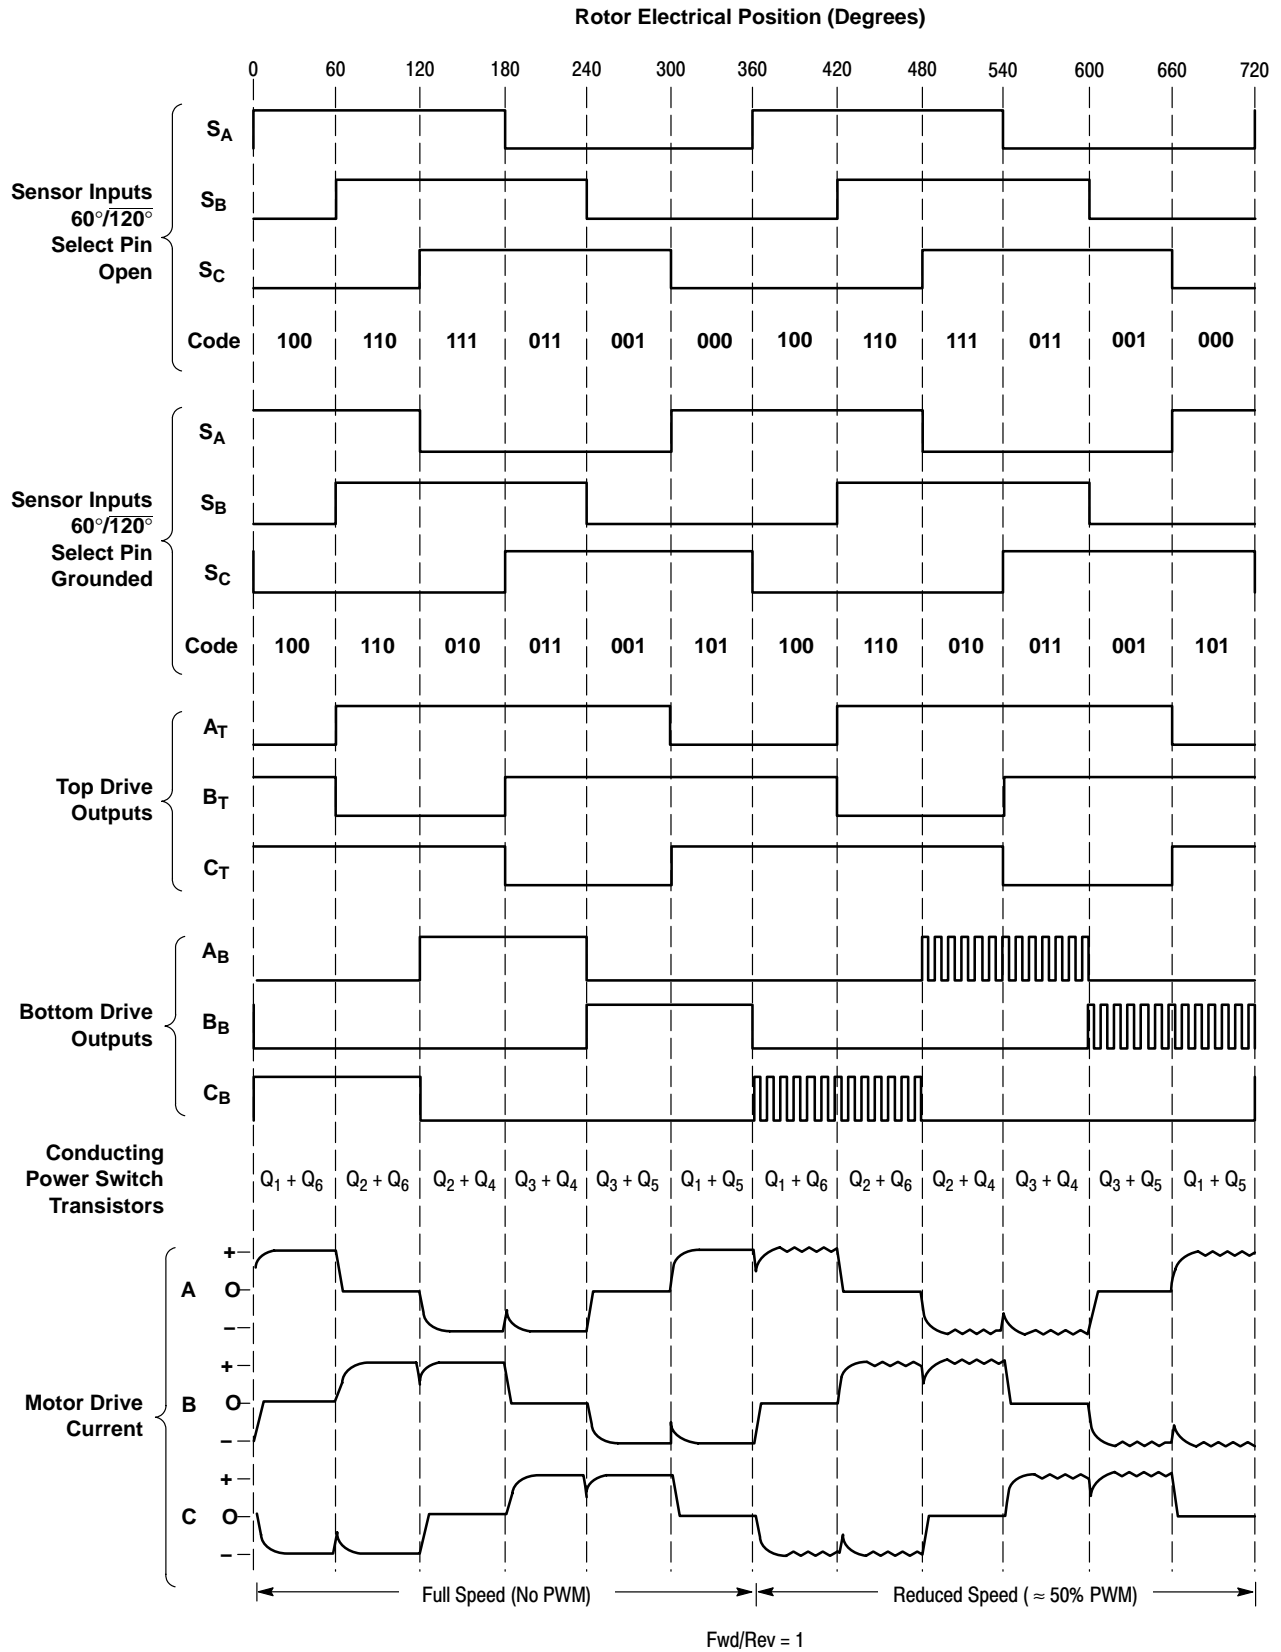 Rotor Electrical Position (Degrees)
0 60 120 180 240 300 360 420 480 540 600 660 720
Sensor Inputs
60°/120°
Select Pin
Open
SA
SB
SC
Code 100 110 111 011 001 000 100 110 111 011 001 000
Sensor Inputs
60°/120°
Select Pin
Grounded
SA
SB
SC
Code 100 110 010 011 001 101 100 110 010 011 001 101
Top Drive
Outputs
AT
BT
CT
Bottom Drive
Outputs
AB
BB
CB
Conducting
Power Switch
Transistors
Q1 + Q6 Q2 + Q6 Q2 + Q4 Q3 + Q4 Q3 + Q5 Q1 + Q5 Q1 + Q6 Q2 + Q6 Q2 + Q4 Q3 + Q4 Q3 + Q5 Q1 + Q5
Motor Drive
Current
+
A O
–
+
B O
–
+
C O
–
Full Speed (No PWM) Reduced Speed ( ≈ 50% PWM)
Fwd/Rev = 1